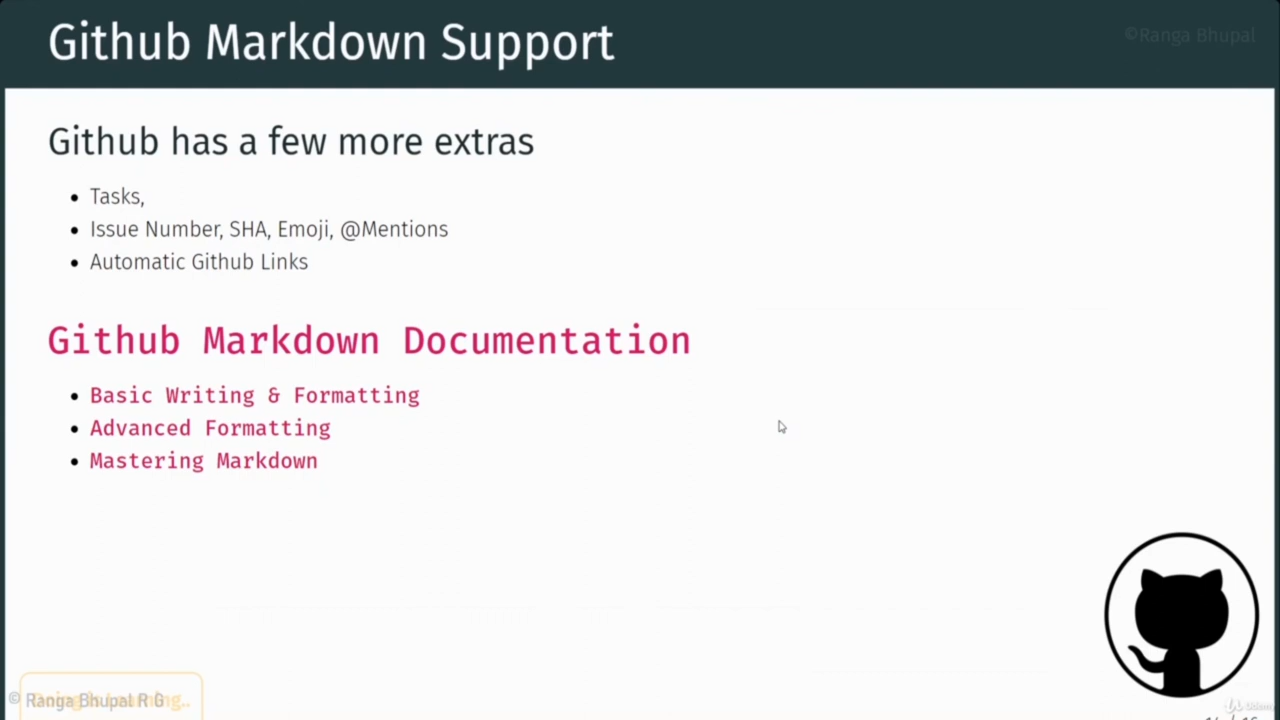 Github Markdown Support
©Ranga Bhupal
Github has a few more extras
• Tasks,
• Issue Number, SHA, Emoji, @Mentions
• Automatic Github Links
Github Markdown Documentation
• Basic Writing & Formatting
• Advanced Formatting
• Mastering Markdown
© Ranga Bhupal R G
Udemy